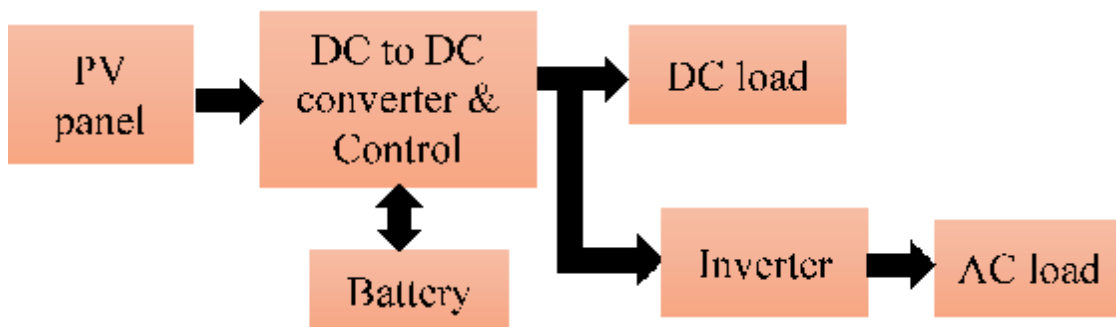 PV
panel
DC to DC
converter &
Control
DC load
Battery
Inverter
AC load